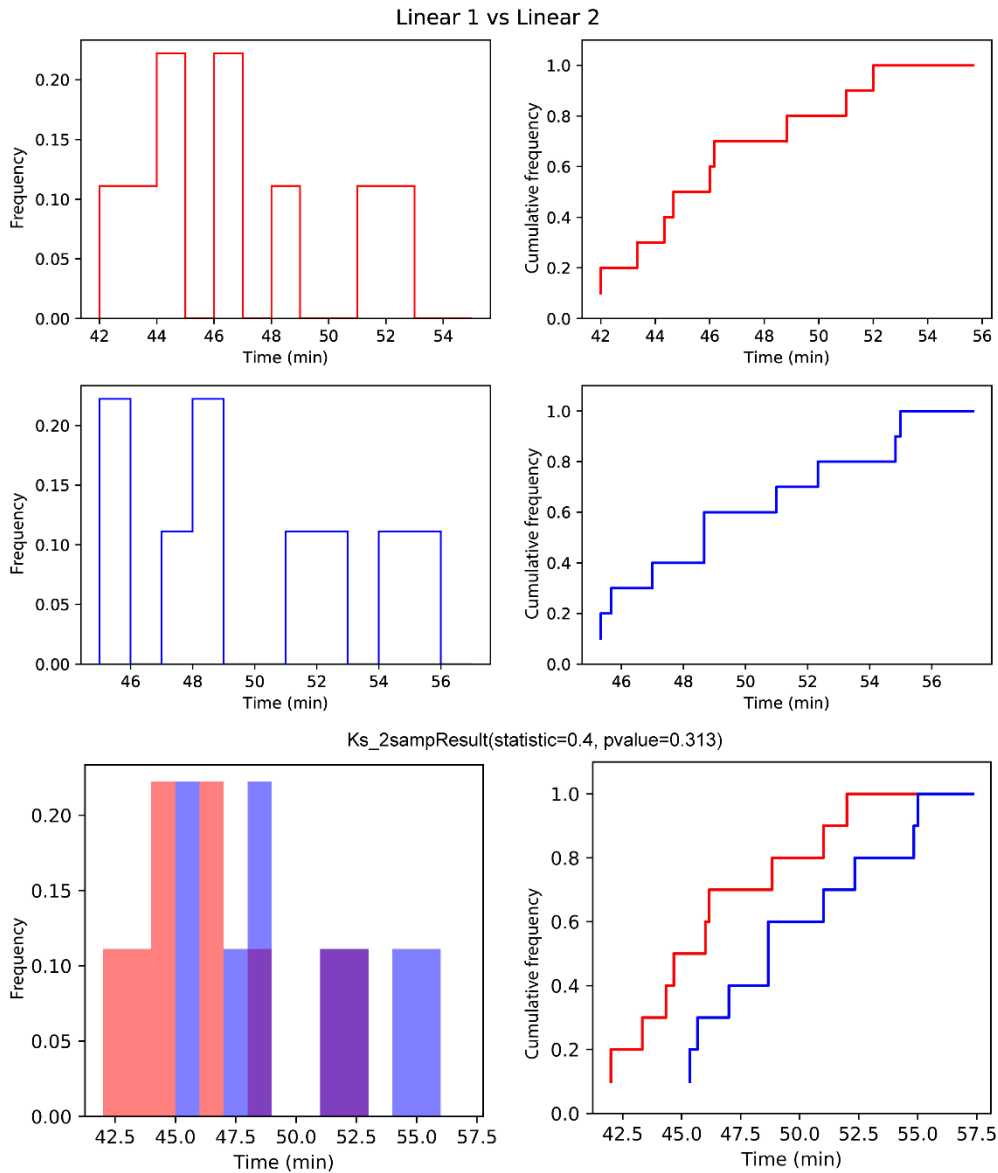 Linear 1 vs Linear 2
Frequency
0.20
0.15
0.10
0.05
0.00
42 44 46 48 50 52 54
Time (min)
Cumulative frequency
1.0
0.8
0.6
0.4
0.2
0.0
42 44 46 48 50 52 54 56
Time (min)
Frequency
0.20
0.15
0.10
0.05
0.00
46 48 50 52 54 56
Time (min)
Cumulative frequency
1.0
0.8
0.6
0.4
0.2
0.0
46 48 50 52 54 56
Time (min)
Ks_2sampResult(statistic=0.4, pvalue=0.313)
Frequency
0.20
0.15
0.10
0.05
0.00
42.5 45.0 47.5 50.0 52.5 55.0 57.5
Time (min)
Cumulative frequency
1.0
0.8
0.6
0.4
0.2
0.0
42.5 45.0 47.5 50.0 52.5 55.0 57.5
Time (min)